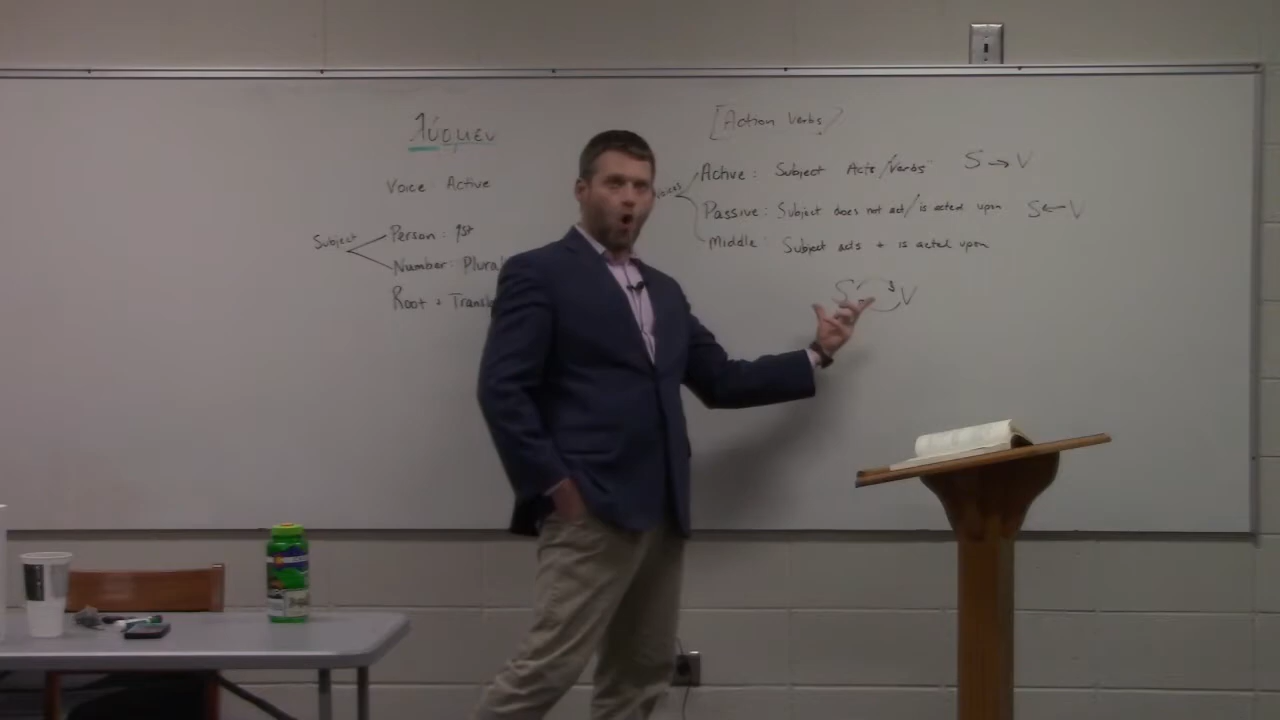 λύομεν
Voice Active
Subject
Person: 1st
Number: Plural
Root + Transl
[Action Verbs]
Voices
Active: Subject Acts/"Verbs" S → V
Passive: Subject does not act/is acted upon S ← V
Middle: Subject acts + is acted upon
S V